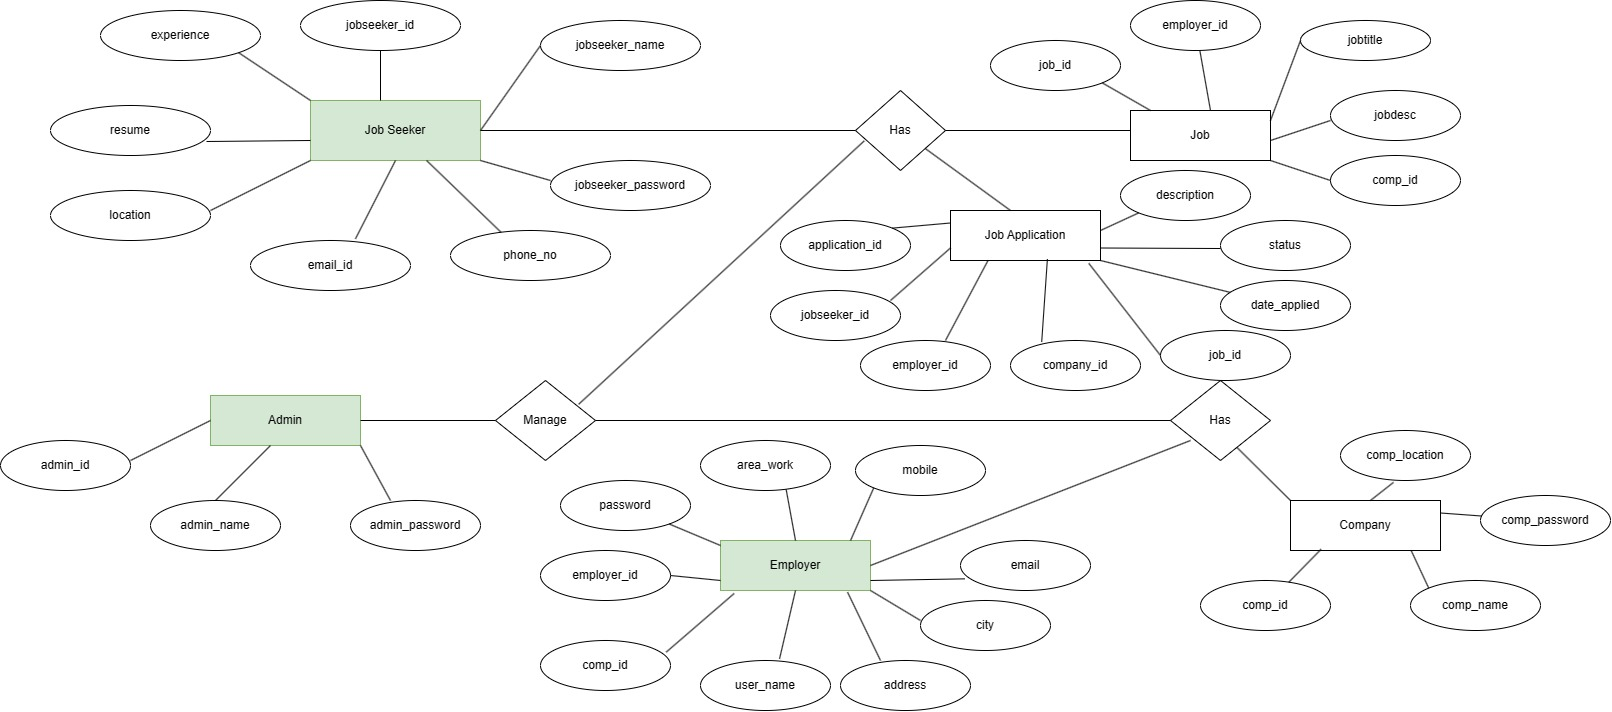 jobseeker_id
employer_id
experience
jobseeker_name
jobtitle
job_id
jobdesc
resume
Job Seeker
Has
Job
jobseeker_password
comp_id
description
location
Job Application
application_id
status
phone_no
email_id
date_applied
jobseeker_id
job_id
employer_id
company_id
Admin
Manage
Has
admin_id
area_work
mobile
comp_location
password
admin_name
admin_password
Company
comp_password
Employer
email
employer_id
comp_id
comp_name
city
comp_id
user_name
address